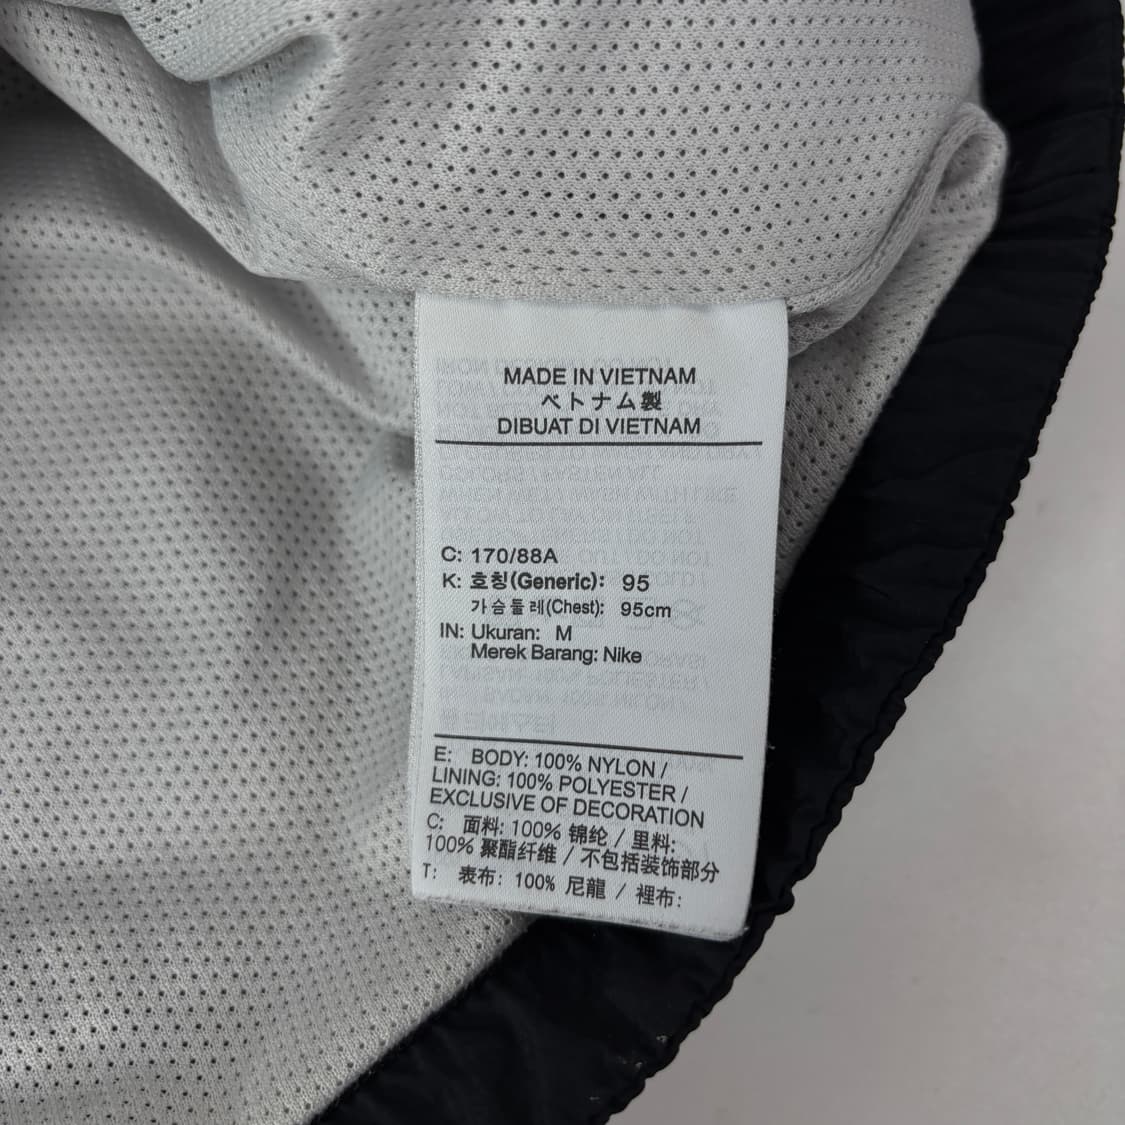 MADE IN VIETNAM
ベトナム製
DIBUAT DI VIETNAM
C: 170/88A
K: 호칭(Generic): 95
가슴둘레(Chest): 95cm
IN: Ukuran: M
Merek Barang: Nike
E: BODY: 100% NYLON /
LINING: 100% POLYESTER /
EXCLUSIVE OF DECORATION
C: 面料: 100% 锦纶 / 里料:
100% 聚酯纤维 / 不包括装饰部分
T: 表布: 100% 尼龍 / 裡布: